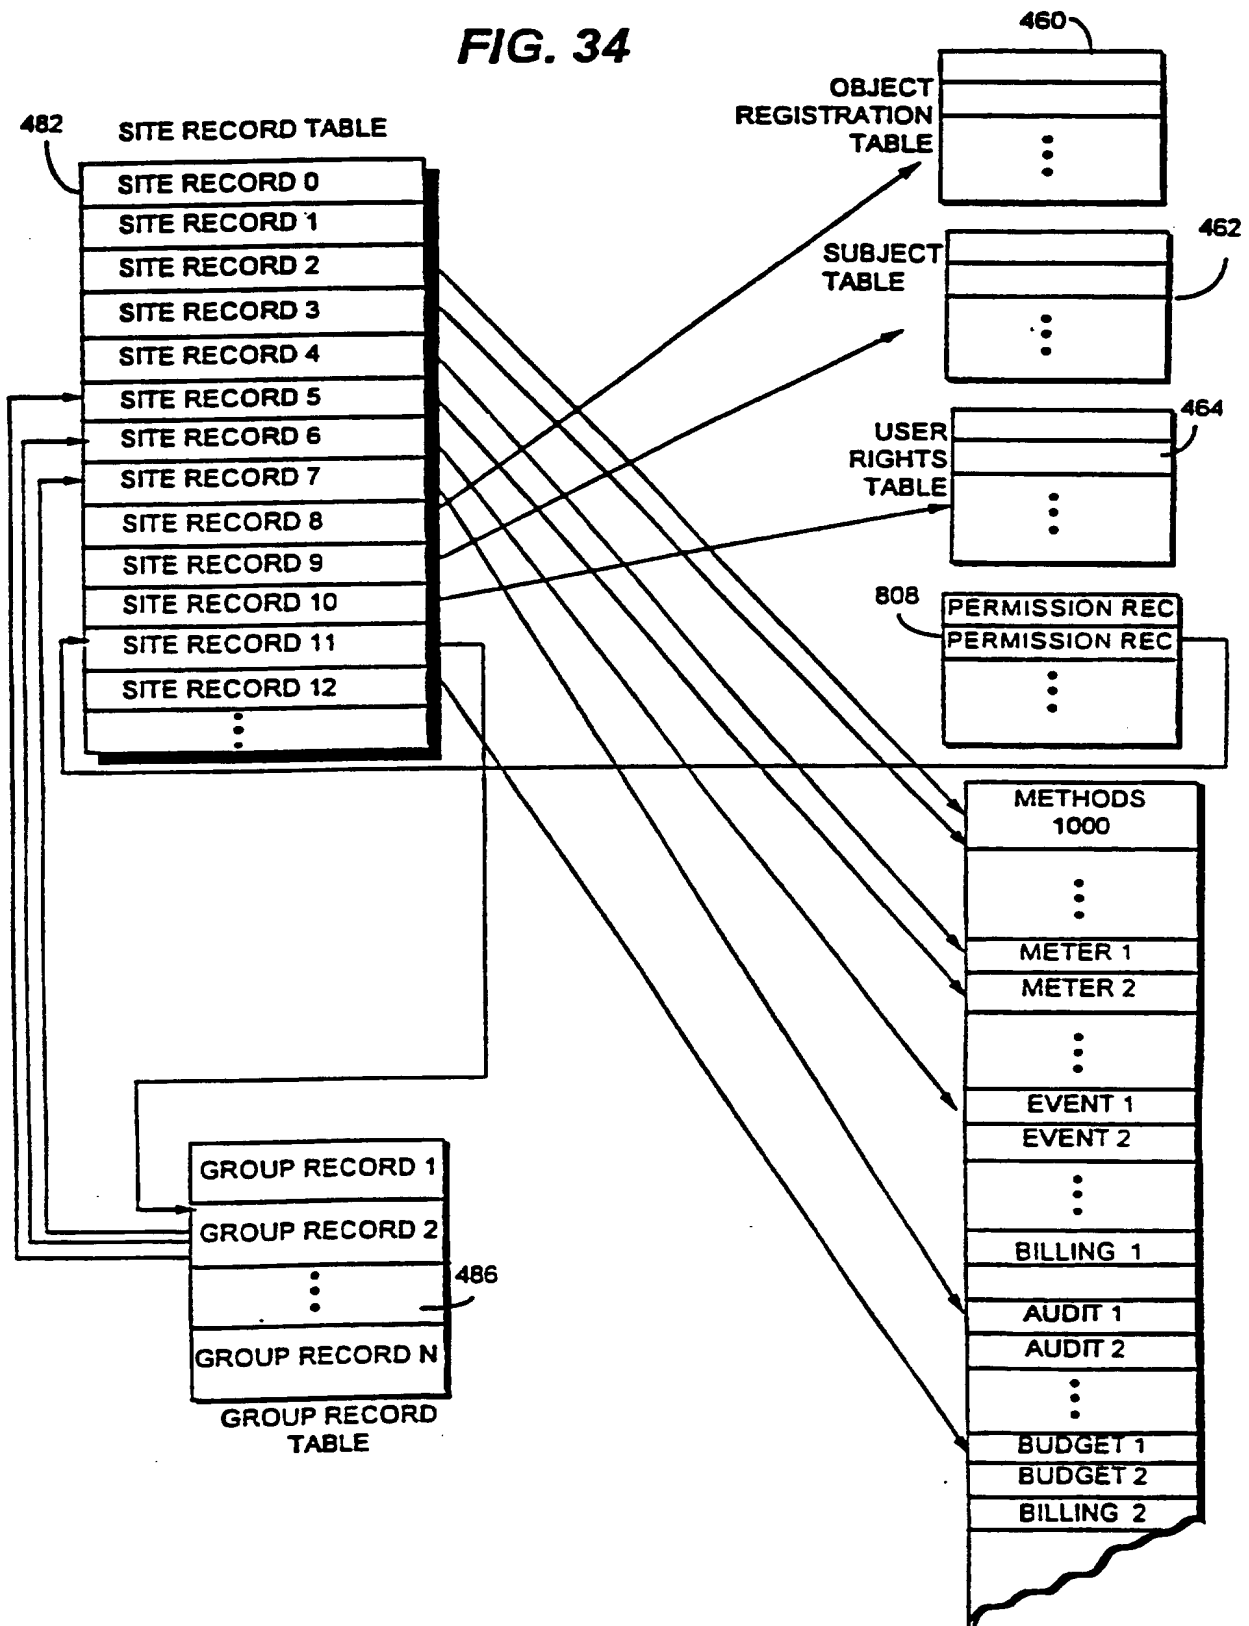 FIG. 34
460
OBJECT
REGISTRATION
TABLE
482
SITE RECORD TABLE
SITE RECORD 0
SITE RECORD 1
SITE RECORD 2
SITE RECORD 3
SITE RECORD 4
SITE RECORD 5
SITE RECORD 6
SITE RECORD 7
SITE RECORD 8
SITE RECORD 9
SITE RECORD 10
SITE RECORD 11
SITE RECORD 12
462
SUBJECT
TABLE
464
USER
RIGHTS
TABLE
808
PERMISSION REC
PERMISSION REC
METHODS
1000
METER 1
METER 2
EVENT 1
EVENT 2
BILLING 1
AUDIT 1
AUDIT 2
BUDGET 1
BUDGET 2
BILLING 2
GROUP RECORD 1
GROUP RECORD 2
486
GROUP RECORD N
GROUP RECORD
TABLE